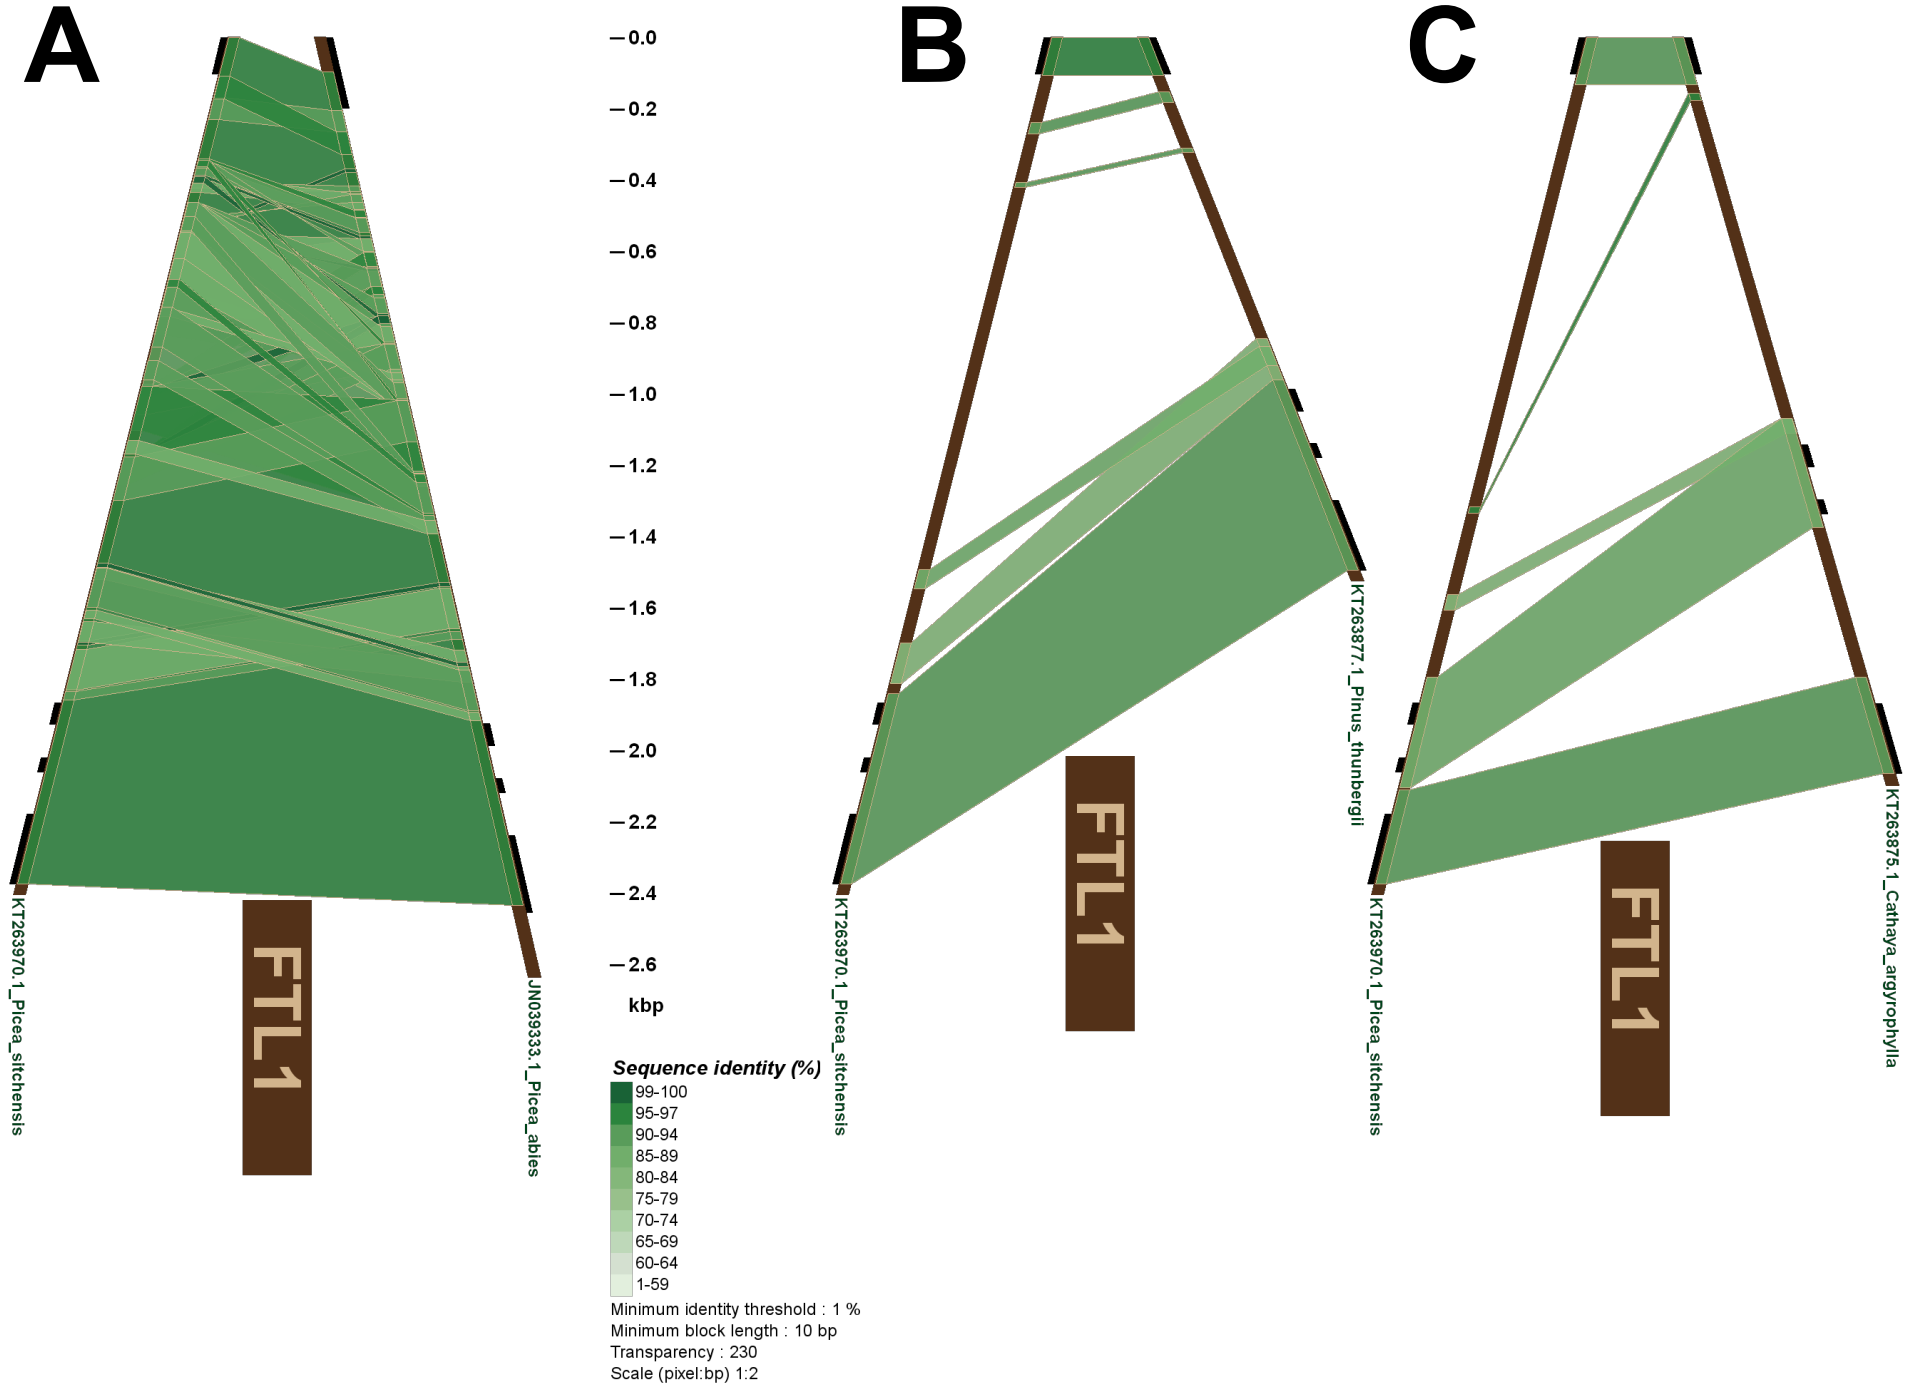 A
B
C
0.0
0.2
0.4
0.6
0.8
1.0
1.2
1.4
1.6
1.8
2.0
2.2
2.4
2.6
kbp
KT263970.1_Picea_sitchensis
FTL1
JN039333.1_Picea_abies
KT263970.1_Picea_sitchensis
FTL1
KT263877.1_Pinus_thunbergii
KT263970.1_Picea_sitchensis
FTL1
KT263875.1_Cathaya_argyrophylla
Sequence identity (%)
99-100
95-97
90-94
85-89
80-84
75-79
70-74
65-69
60-64
1-59
Minimum identity threshold : 1 %
Minimum block length : 10 bp
Transparency : 230
Scale (pixel:bp) 1:2